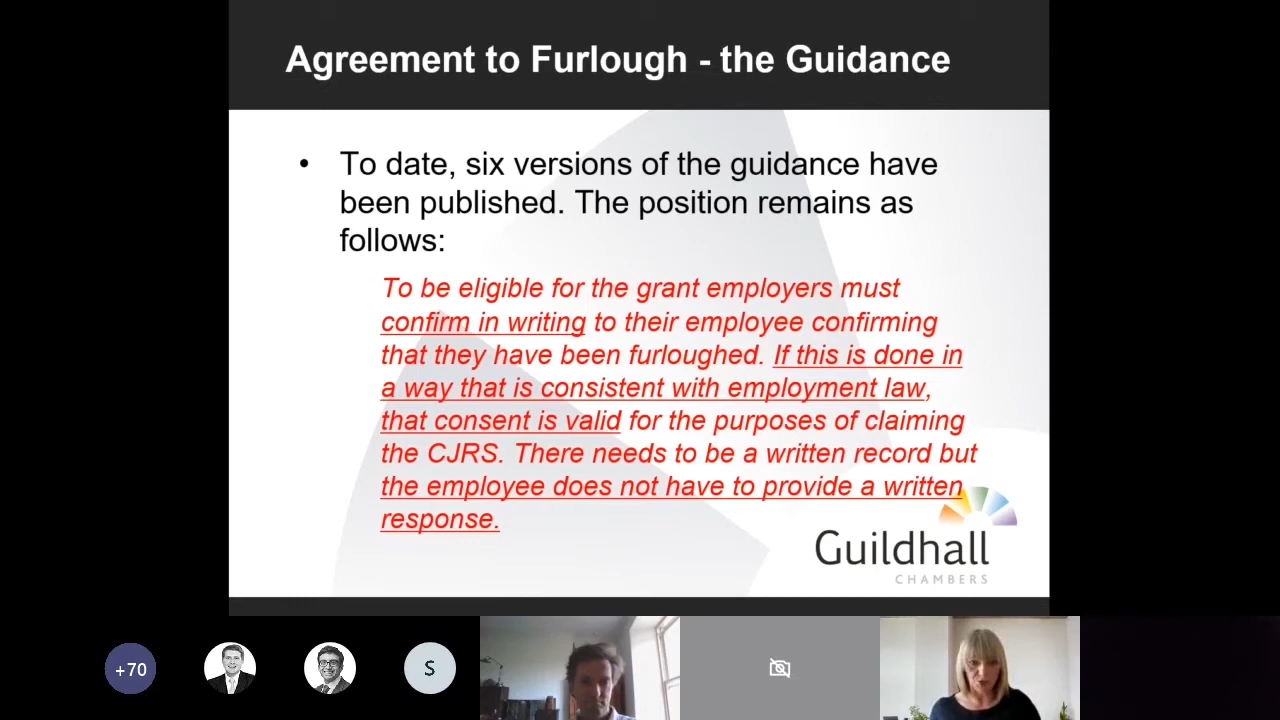 Agreement to Furlough - the Guidance
• To date, six versions of the guidance have
been published. The position remains as
follows:
To be eligible for the grant employers must
confirm in writing to their employee confirming
that they have been furloughed. If this is done in
a way that is consistent with employment law,
that consent is valid for the purposes of claiming
the CJRS. There needs to be a written record but
the employee does not have to provide a written
response.
Guildhall
CHAMBERS
+70
S